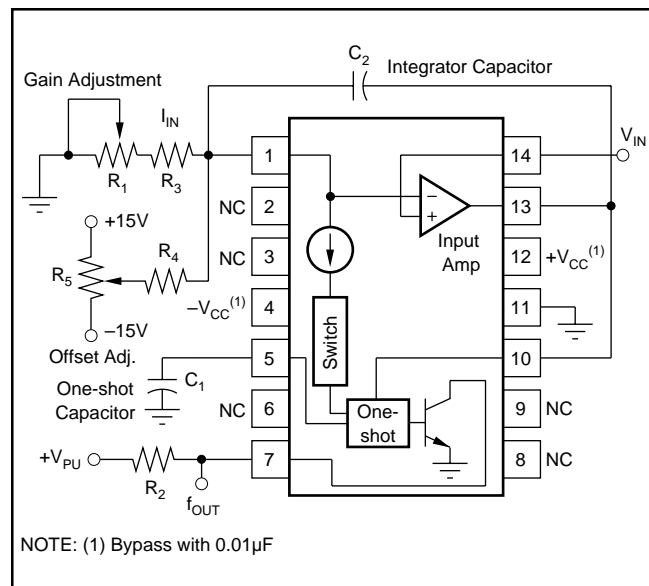 C2
Integrator Capacitor
Gain Adjustment
IIN
R1
R3
+15V
R5
R4
–15V
Offset Adj.
One-shot
Capacitor
C1
+VPU
R2
fOUT
1
NC 2
NC 3
–VCC(1) 4
5
NC 6
7
14
VIN
13
12 +VCC(1)
11
10
9 NC
8 NC
–
+
Input
Amp
Switch
One-
shot
NOTE: (1) Bypass with 0.01µF